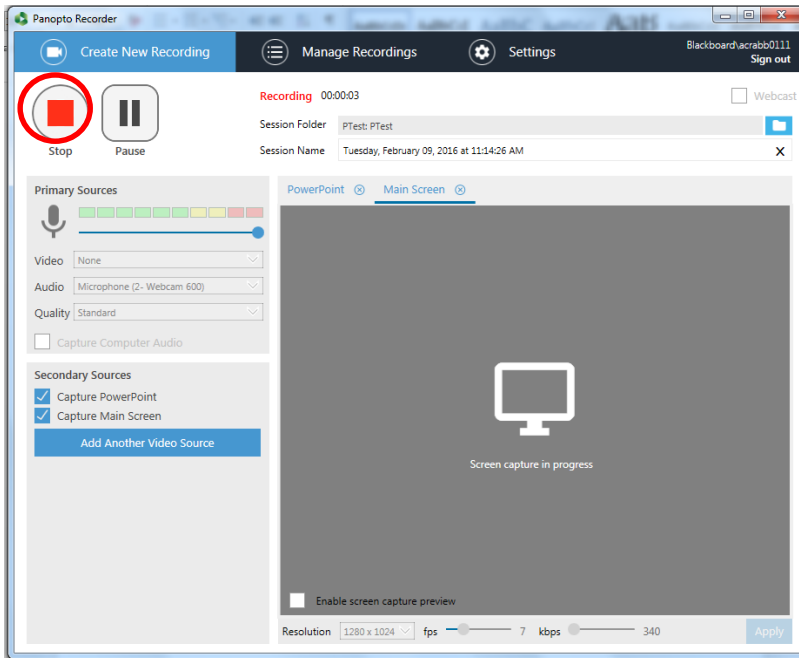 Panopto Recorder
Create New Recording
Manage Recordings
Settings
Blackboard\acrabb0111
Sign out
Stop
Pause
Recording 00:00:03
Webcast
Session Folder PTest: PTest
Session Name Tuesday, February 09, 2016 at 11:14:26 AM X
Primary Sources
Video None
Audio Microphone (2- Webcam 600)
Quality Standard
Capture Computer Audio
Secondary Sources
Capture PowerPoint
Capture Main Screen
Add Another Video Source
PowerPoint Main Screen
Screen capture in progress
Enable screen capture preview
Resolution 1280 x 1024 fps 7 kbps 340 Apply